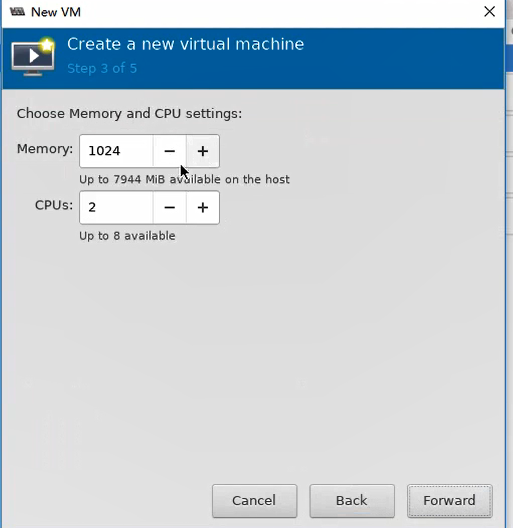 New VM
Create a new virtual machine
Step 3 of 5
Choose Memory and CPU settings:
Memory: 1024 − +
Up to 7944 MiB available on the host
CPUs: 2 − +
Up to 8 available
Cancel Back Forward